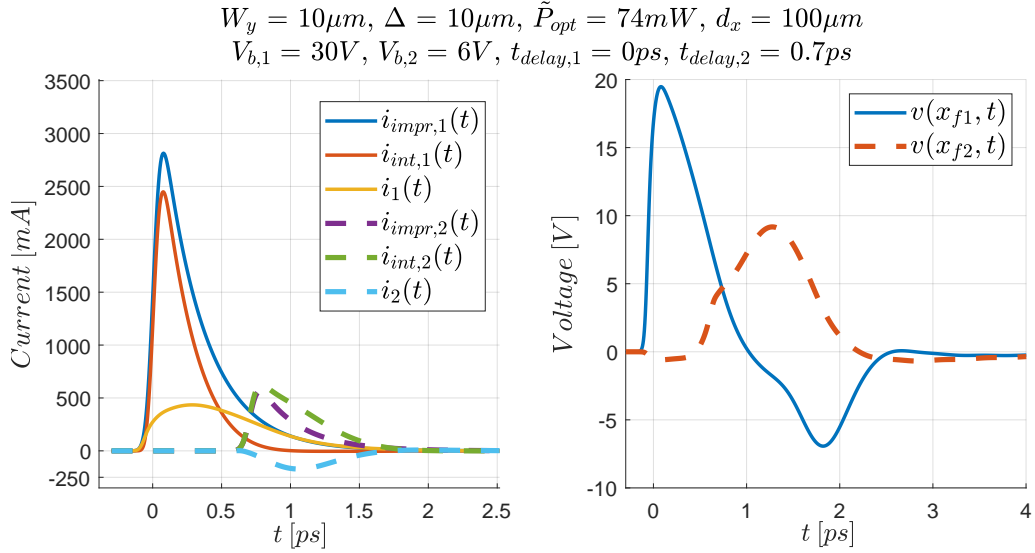 W_y = 10μm, Δ = 10μm, P̃_opt = 74mW, d_x = 100μm
V_b,1 = 30V, V_b,2 = 6V, t_delay,1 = 0ps, t_delay,2 = 0.7ps
Current [mA]
3500
3000
2500
2000
1500
1000
500
0
-250
0
0.5
1
1.5
2
2.5
t [ps]
i_impr,1(t)
i_int,1(t)
i_1(t)
i_impr,2(t)
i_int,2(t)
i_2(t)
Voltage [V]
20
15
10
5
0
-5
-10
0
1
2
3
4
t [ps]
v(x_f1, t)
v(x_f2, t)